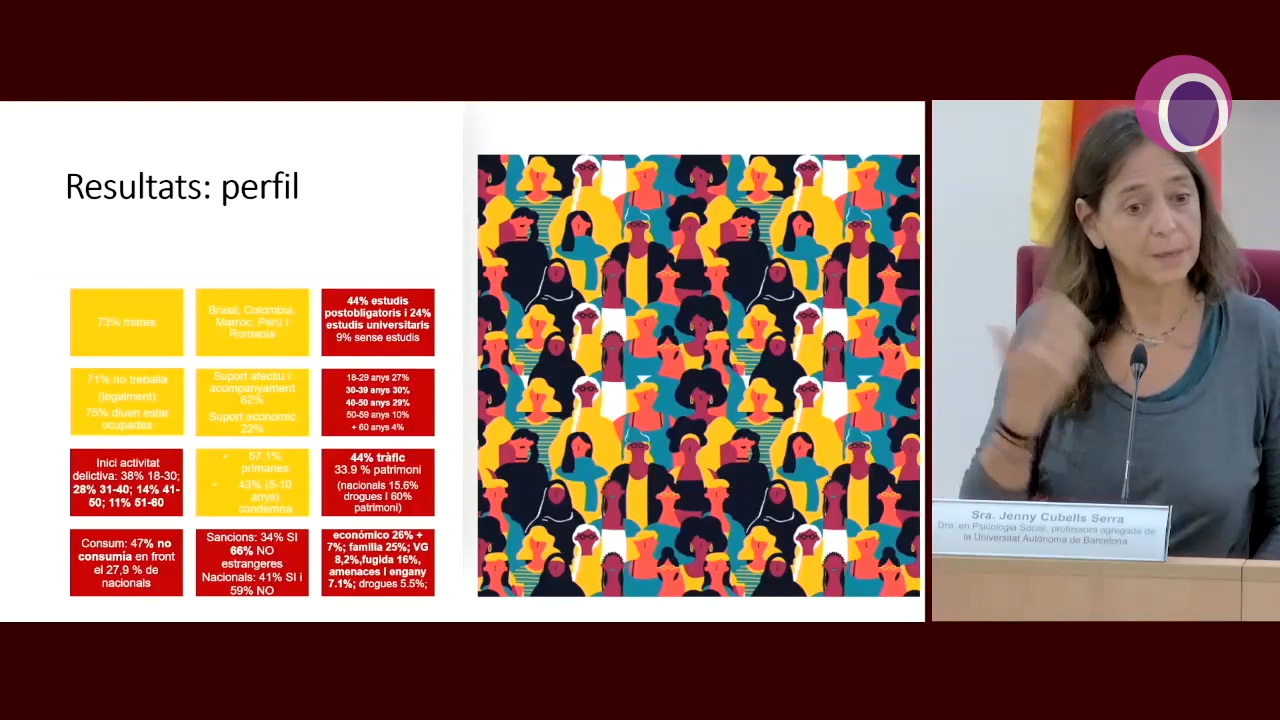 Resultats: perfil
73% mares
Brasil, Colombia,
Marroc, Perú i
Romania
44% estudis
postobligatoris i 24%
estudis universitaris
9% sense estudis
71% no treballa
(legalment)
75% diuen estar
ocupades
Suport afectiu i
acompanyament
62%
Suport econòmic
22%
18-29 anys 27%
30-39 anys 30%
40-50 anys 29%
50-59 anys 10%
+ 60 anys 4%
Inici activitat
delictiva: 38% 18-30;
28% 31-40; 14% 41-
50; 11% 51-60
• 57.1%
primaries
• 43% (5-10
anys)
condemna
44% tràfic
33.9 % patrimoni
(nacionals 15.6%
drogues I 60%
patrimoni)
Consum: 47% no
consumia en front
el 27,9 % de
nacionals
Sancions: 34% SI
66% NO
estrangeres
Nacionals: 41% SI i
59% NO
económico 26% +
7%; familia 25%; VG
8,2%,fugida 16%,
amenaces I engany
7.1%; drogues 5.5%;
Sra. Jenny Cubells Serra
Dra. en Psicologia Social, professora agregada de
la Universitat Autònoma de Barcelona